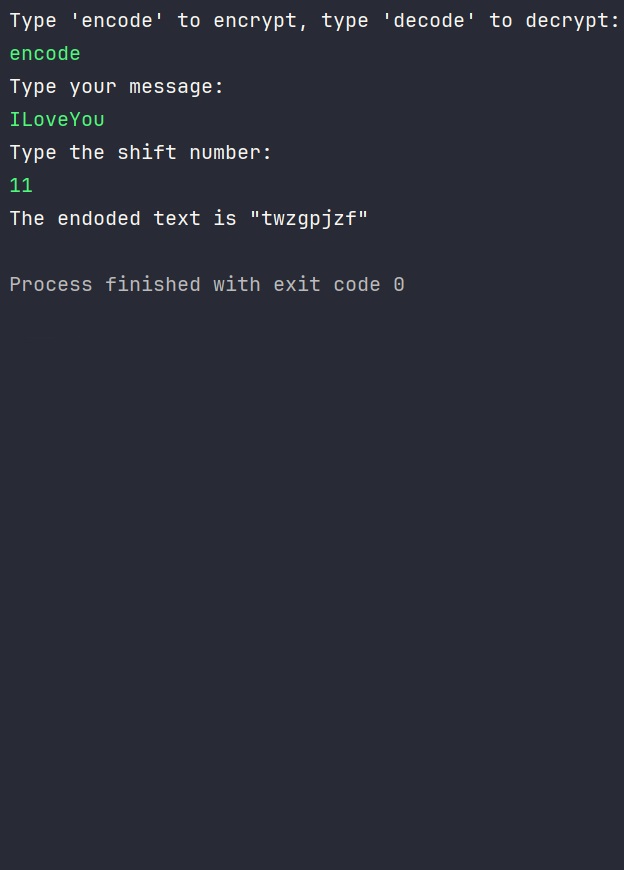 Type 'encode' to encrypt, type 'decode' to decrypt:
encode
Type your message:
ILoveYou
Type the shift number:
11
The endoded text is "twzgpjzf"
Process finished with exit code 0